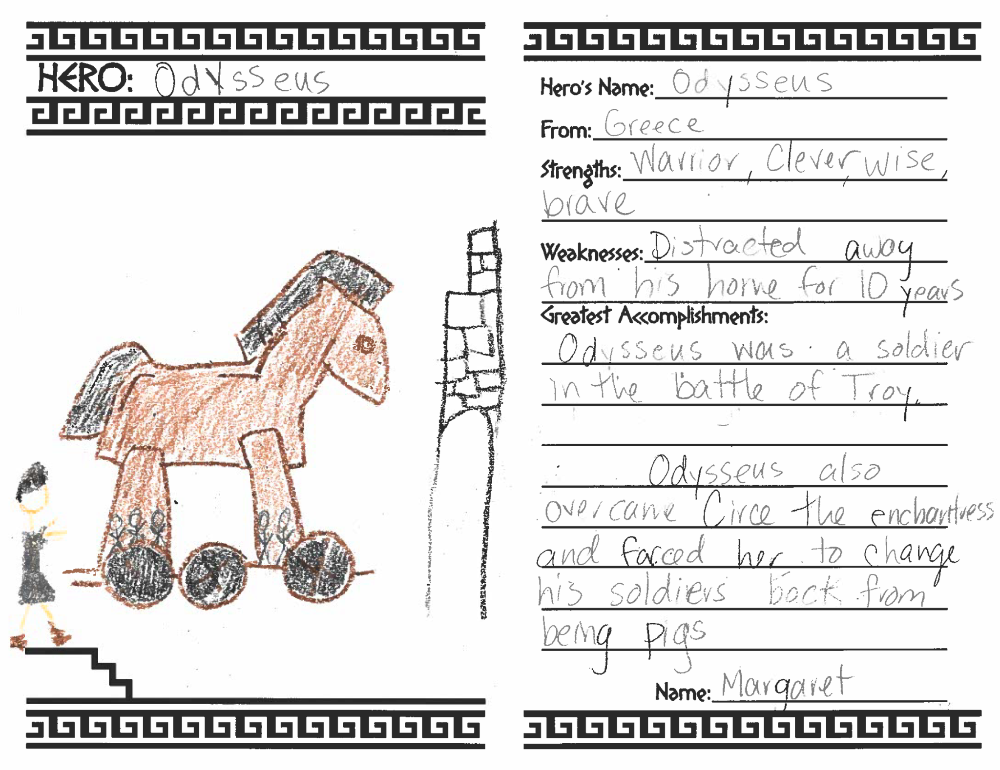 HERO: Odysseus
Hero's Name: Odysseus
From: Greece
Strengths: Warrior, Clever, wise,
brave
Weaknesses: Distracted away
from his home for 10 years
Greatest Accomplishments:
Odysseus was a soldier
in the battle of Troy.
Odysseus also
overcame Circe the enchantress
and forced her to change
his soldiers back from
being pigs
Name: Margaret